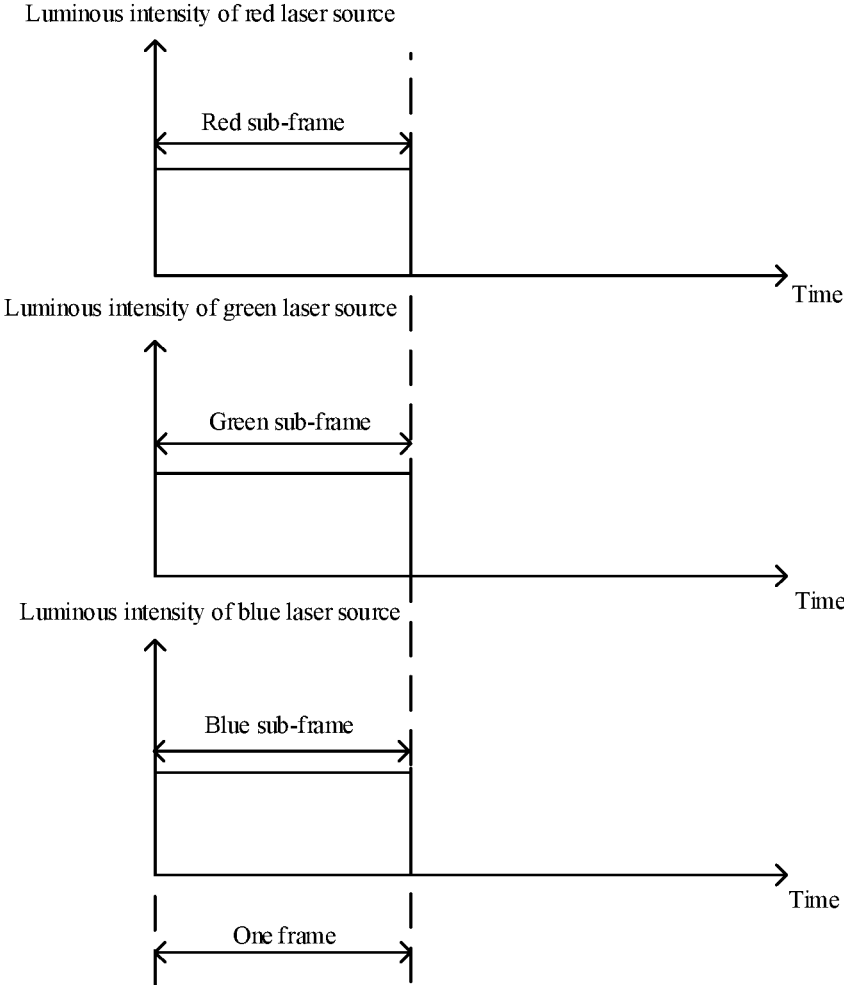 Luminous intensity of red laser source
Red sub-frame
Time
Luminous intensity of green laser source
Green sub-frame
Time
Luminous intensity of blue laser source
Blue sub-frame
Time
One frame